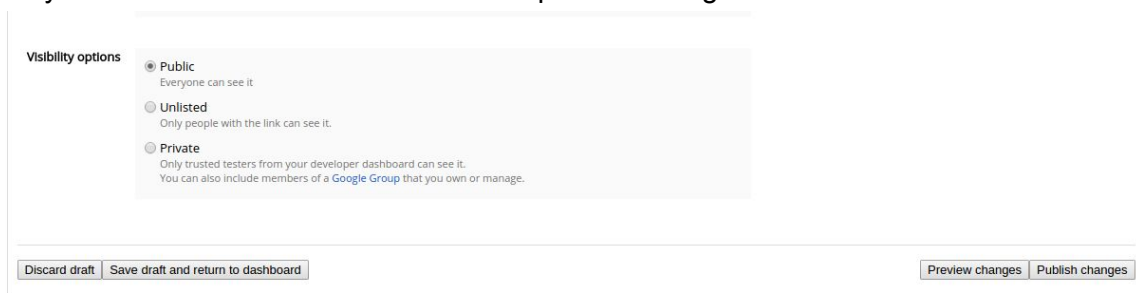 Visibility options
Public
Everyone can see it
Unlisted
Only people with the link can see it.
Private
Only trusted testers from your developer dashboard can see it.
You can also include members of a Google Group that you own or manage.
Discard draft Save draft and return to dashboard Preview changes Publish changes